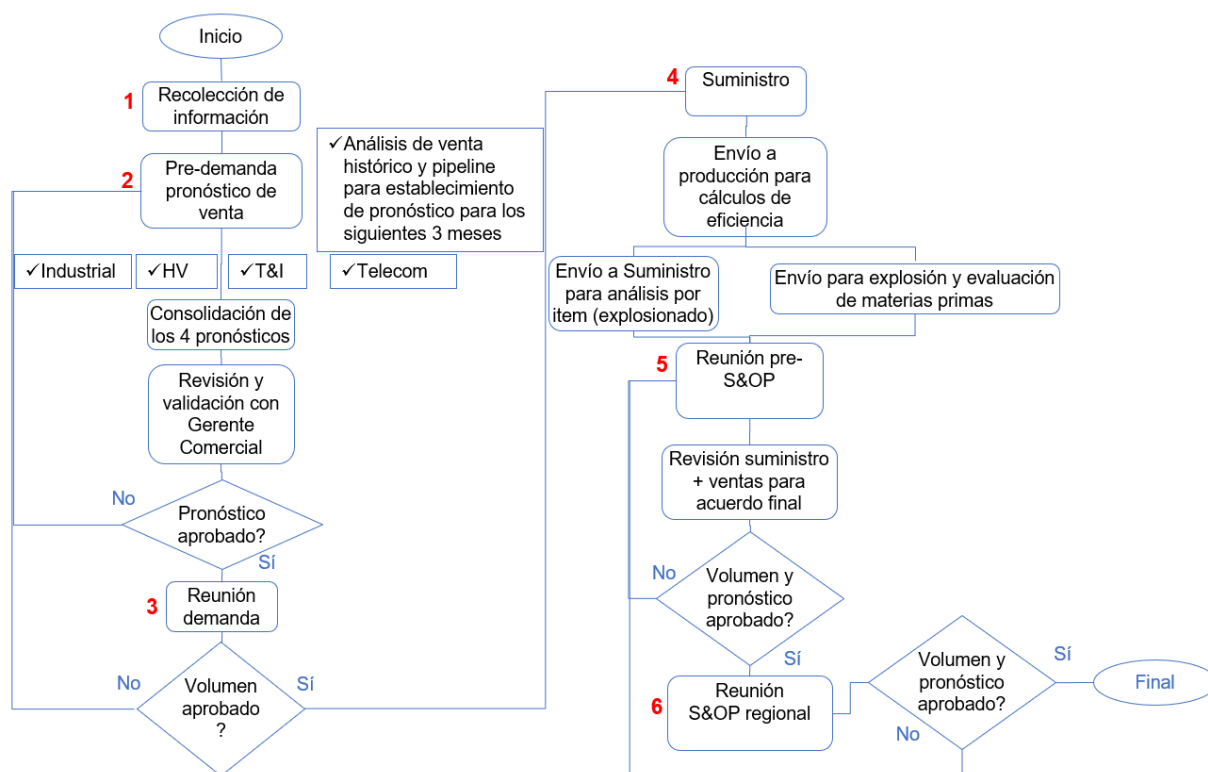 Inicio
1
Recolección de
información
2
Pre-demanda
pronóstico de
venta
✓Análisis de venta
histórico y pipeline
para establecimiento
de pronóstico para los
siguientes 3 meses
✓Industrial
✓HV
✓T&I
✓Telecom
Consolidación de
los 4 pronósticos
Revisión y
validación con
Gerente
Comercial
No
Pronóstico
aprobado?
Sí
3
Reunión
demanda
No
Volumen
aprobado
?
Sí
4
Suministro
Envío a
producción para
cálculos de
eficiencia
Envío a Suministro
para análisis por
item (explosionado)
Envío para explosión y evaluación
de materias primas
5
Reunión pre-
S&OP
Revisión suministro
+ ventas para
acuerdo final
No
Volumen y
pronóstico
aprobado?
Sí
6
Reunión
S&OP regional
Volumen y
pronóstico
aprobado?
Sí
No
Final